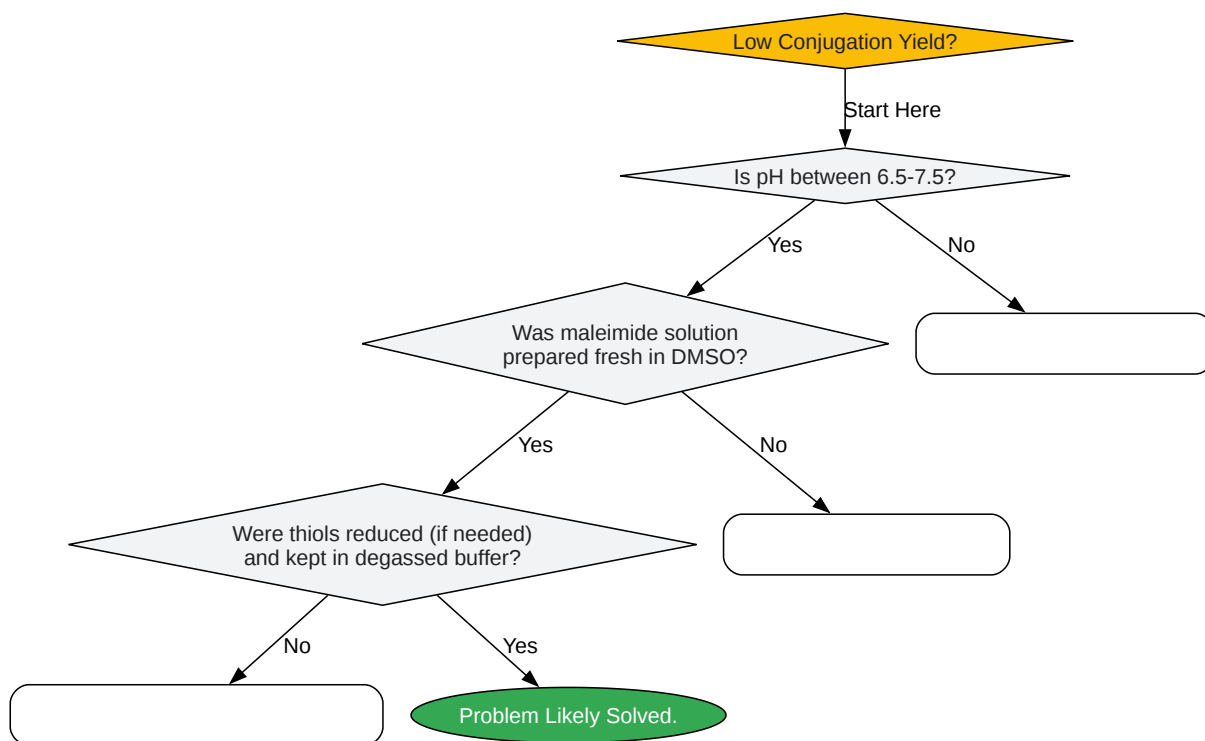 Low Conjugation Yield?
Start Here
Is pH between 6.5-7.5?
Yes
No
Was maleimide solution
prepared fresh in DMSO?
Yes
No
Were thiols reduced (if needed)
and kept in degassed buffer?
No
Yes
Problem Likely Solved.